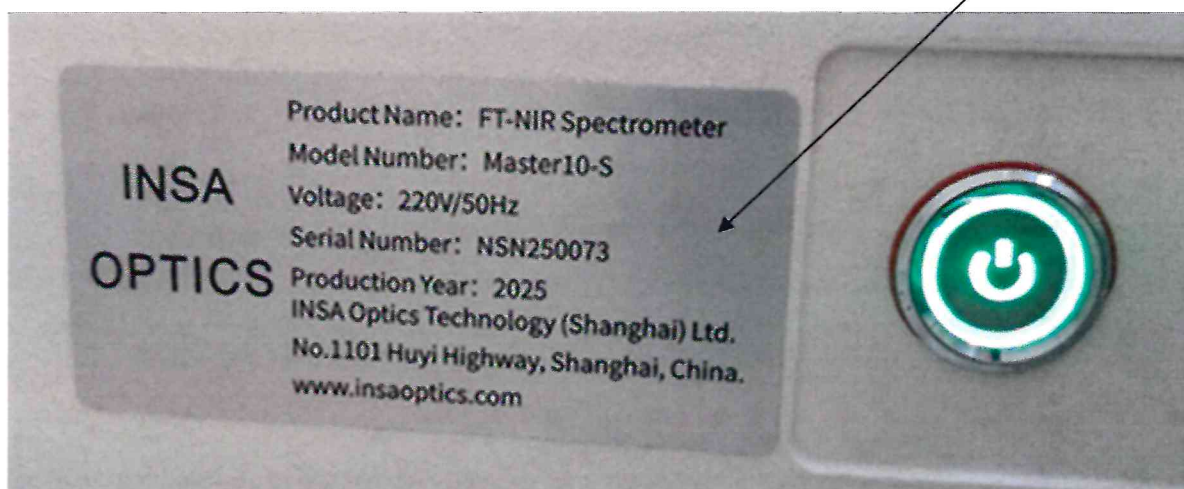 INSA
OPTICS
Product Name: FT-NIR Spectrometer
Model Number: Master10-S
Voltage: 220V/50Hz
Serial Number: NSN250073
Production Year: 2025
INSA Optics Technology (Shanghai) Ltd.
No.1101 Huyi Highway, Shanghai, China.
www.insaoptics.com